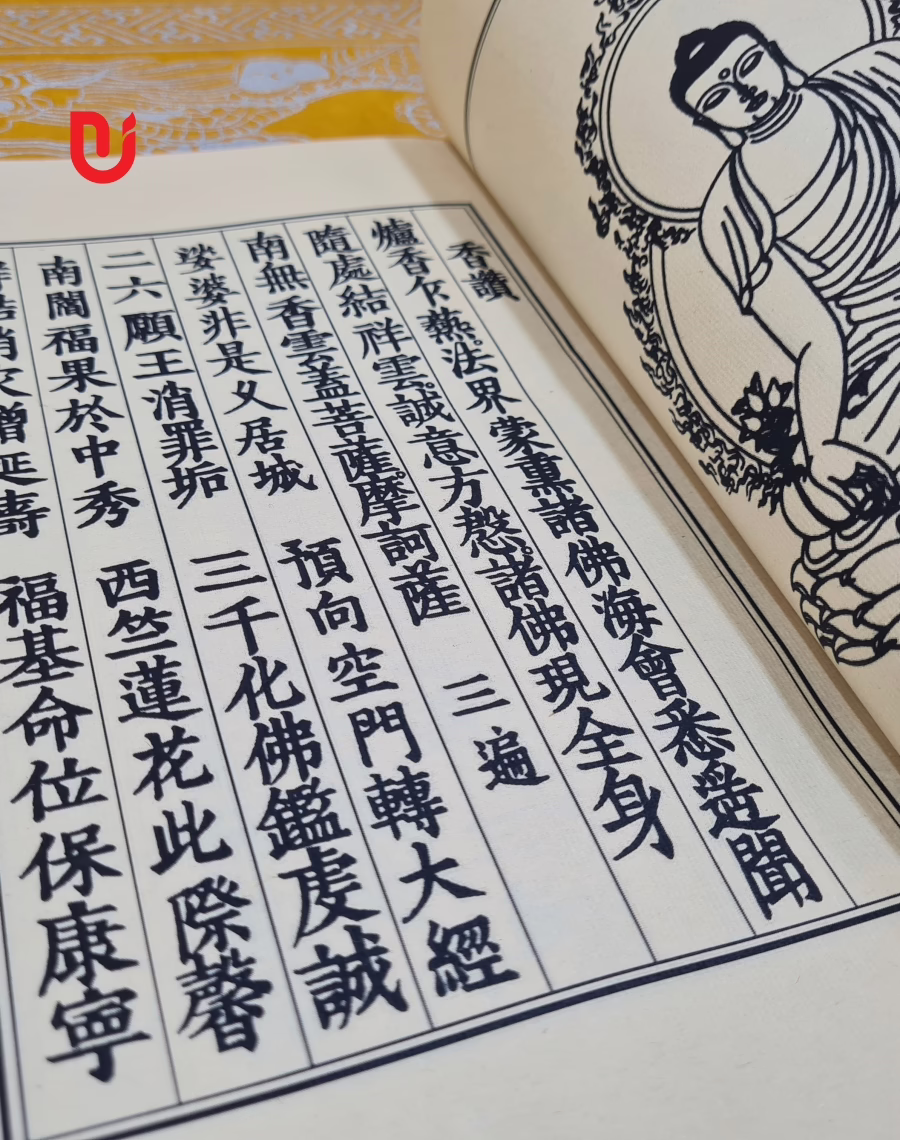 香讚
爐香乍爇。法界蒙熏諸佛海會悉遥聞
隨處結祥雲。誠意方慇。諸佛現全身
南無香雲蓋菩薩。摩訶薩 三遍
娑婆非是久居城 預向空門轉大經
二六願王消罪垢 三千化佛鑑虔誠
南閻福果於中秀 西竺蓮花此際馨
增延壽 福基命位保康寧